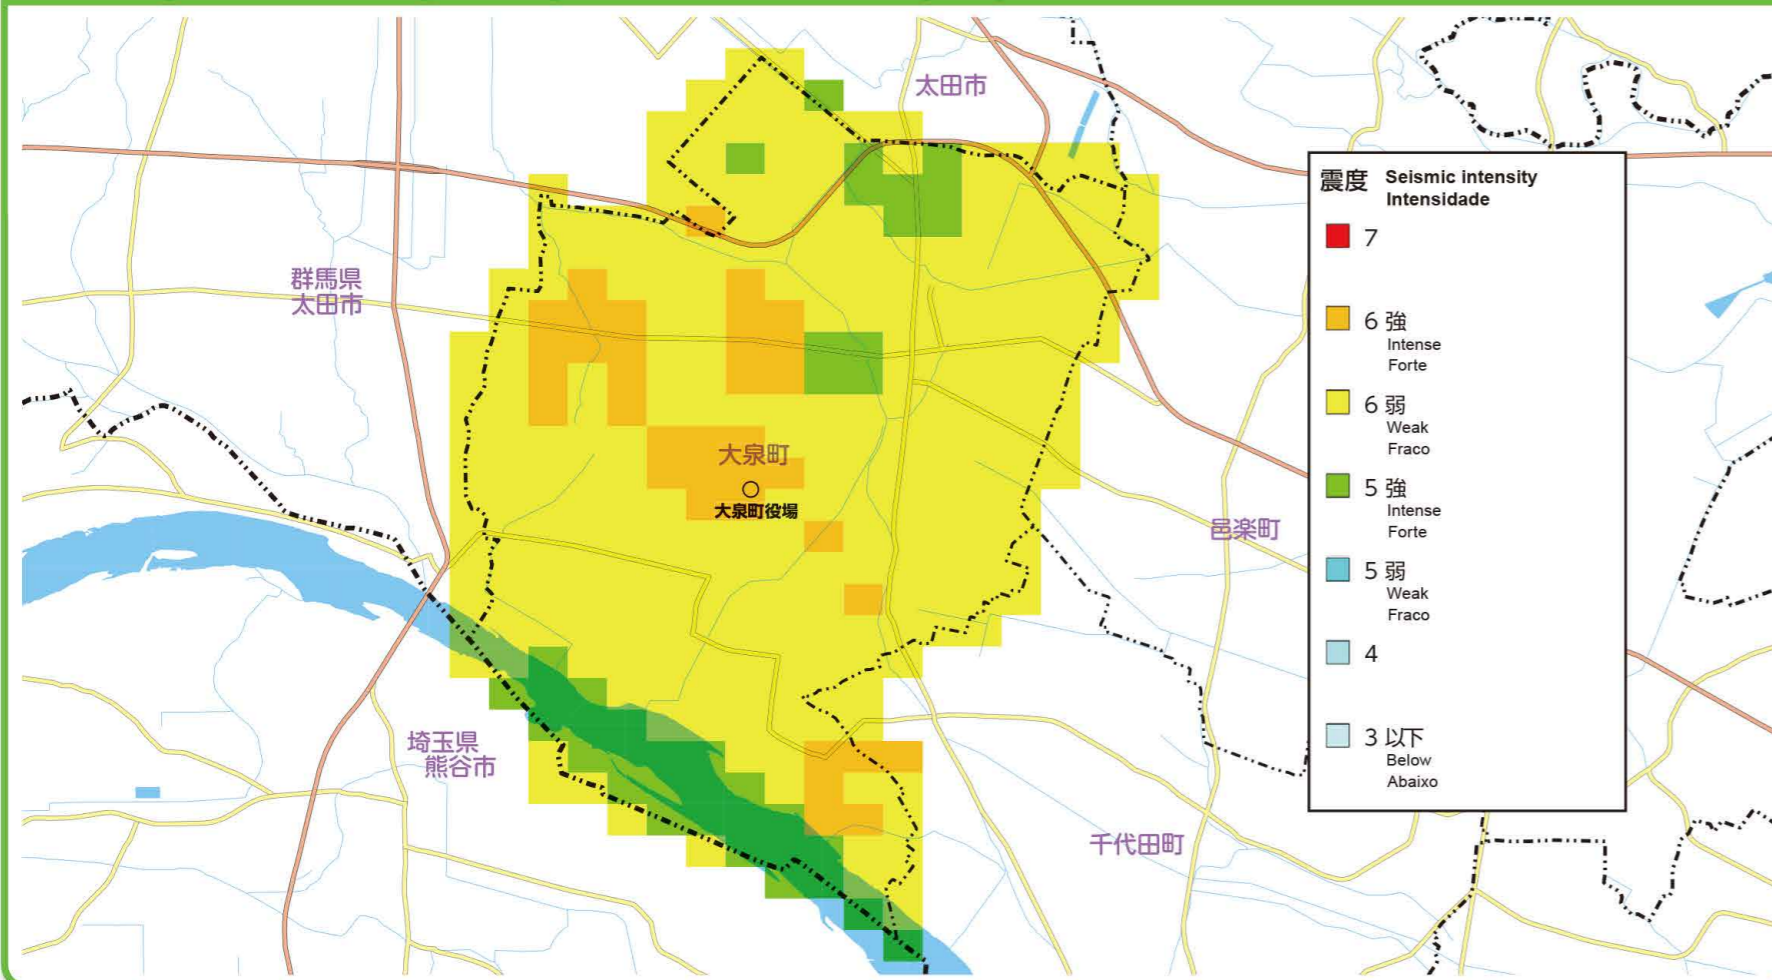 太田市
群馬県
太田市
大泉町
大泉町役場
邑楽町
埼玉県
熊谷市
千代田町
震度 Seismic intensity
Intensidade
7
6 強
Intense
Forte
6 弱
Weak
Fraco
5 強
Intense
Forte
5 弱
Weak
Fraco
4
3 以下
Below
Abaixo